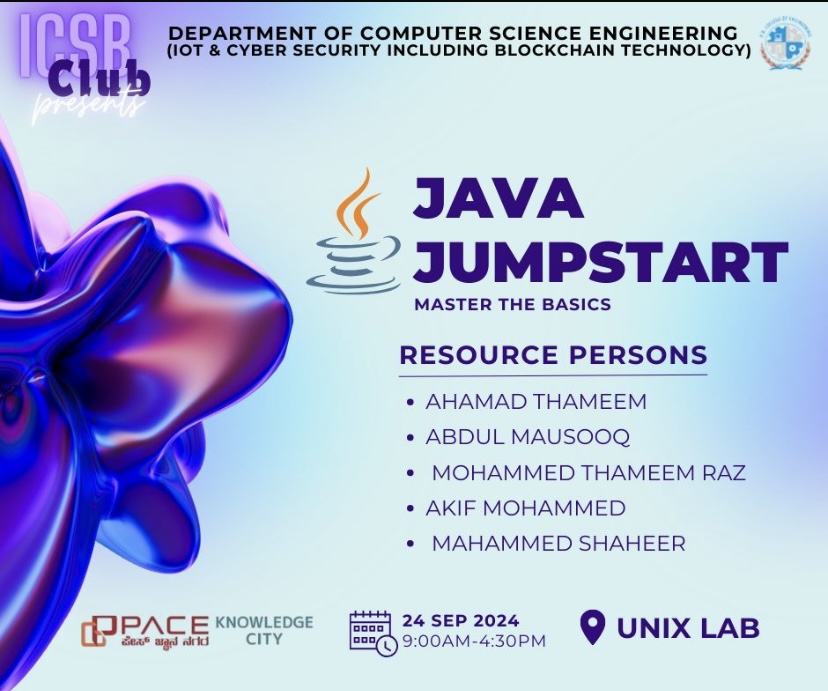 ICSB
Club
presents
DEPARTMENT OF COMPUTER SCIENCE ENGINEERING
(IOT & CYBER SECURITY INCLUDING BLOCKCHAIN TECHNOLOGY)
JAVA
JUMPSTART
MASTER THE BASICS
RESOURCE PERSONS
• AHAMAD THAMEEM
• ABDUL MAUSOOQ
• MOHAMMED THAMEEM RAZ
• AKIF MOHAMMED
• MAHAMMED SHAHEER
PACE
ಪೇಸ್ ಜ್ಞಾನ ನಗರ
KNOWLEDGE
CITY
24 SEP 2024
9:00AM-4:30PM
UNIX LAB